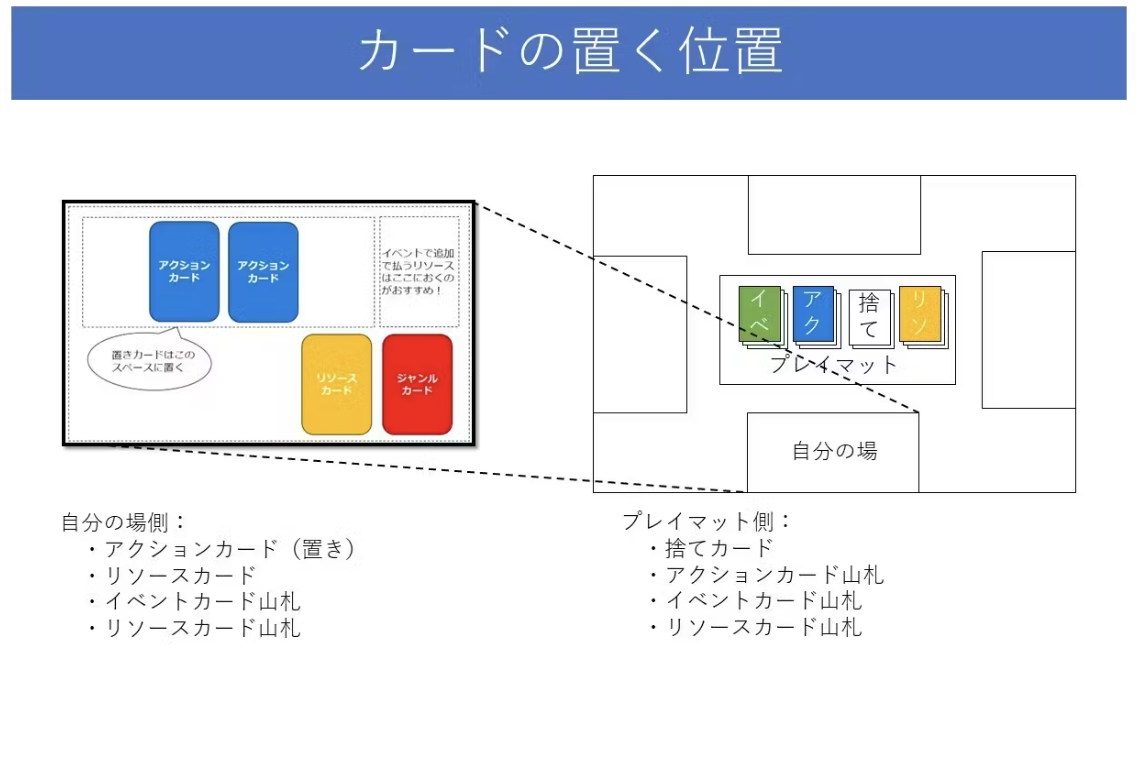 カードの置く位置
アクション
カード
アクション
カード
イベントで追加
で払うリソース
はここにおくの
がおすすめ！
置きカードはこの
スペースに置く
リソース
カード
ジャンル
カード
イベ
アク
捨て
リソ
プレイマット
自分の場
自分の場側：
・アクションカード（置き）
・リソースカード
・イベントカード山札
・リソースカード山札
プレイマット側：
・捨てカード
・アクションカード山札
・イベントカード山札
・リソースカード山札